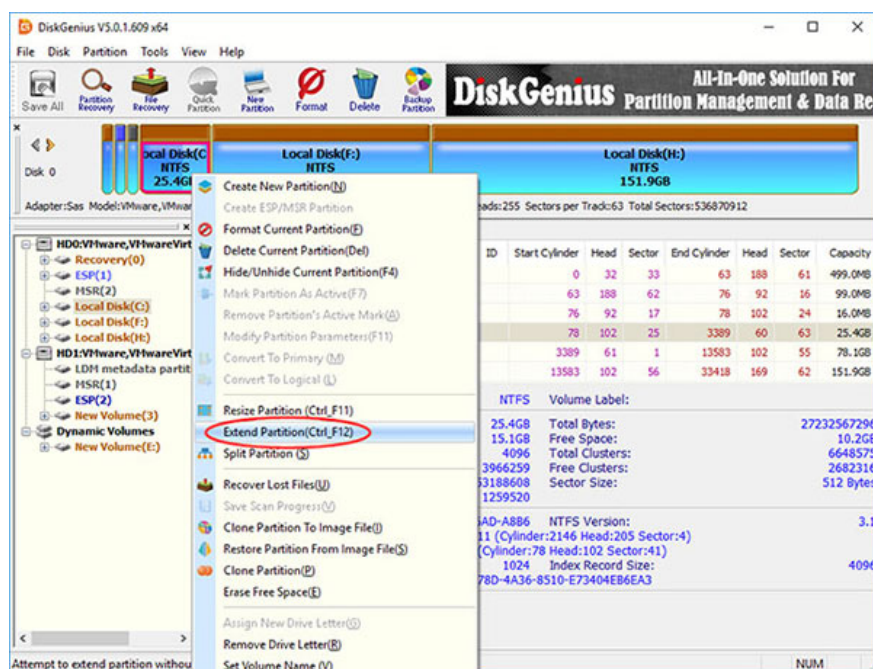 DiskGenius V5.0.1.609 x64
File Disk Partition Tools View Help
Save All Partition Recovery File Recovery Quick Partition New Partition Format Delete Backup Partition
DiskGenius
All-In-One Solution For
Partition Management & Data Re
Disk 0
ocal Disk(C
NTFS
25.4G
Local Disk(F:)
NTFS
Local Disk(H:)
NTFS
151.9GB
Adapter:Sas Model:VMware,VMwar
eads:255 Sectors per Track:63 Total Sectors:536870912
HD0:VMware,VMwareVirt
Recovery(0)
ESP(1)
MSR(2)
Local Disk(C:)
Local Disk(F:)
Local Disk(H:)
HD1:VMware,VMwareVirt
LDM metadata partit
MSR(1)
ESP(2)
New Volume(3)
Dynamic Volumes
New Volume(E:)
Create New Partition(N)
Create ESP/MSR Partition
Format Current Partition(F)
Delete Current Partition(Del)
Hide/Unhide Current Partition(F4)
Mark Partition As Active(F7)
Remove Partition's Active Mark(A)
Modify Partition Parameters(F11)
Convert To Primary (M)
Convert To Logical (L)
Resize Partition (Ctrl_F11)
Extend Partition(Ctrl_F12)
Split Partition (S)
Recover Lost Files(U)
Save Scan Progress(V)
Clone Partition To Image File(I)
Restore Partition From Image File(S)
Clone Partition(P)
Erase Free Space(E)
Assign New Drive Letter(G)
Remove Drive Letter(R)
Set Volume Name (V)
ID Start Cylinder Head Sector End Cylinder Head Sector Capacity
0 32 33 63 188 61 499.0MB
63 188 62 76 92 16 99.0MB
76 92 17 78 102 24 16.0MB
78 102 25 3389 60 63 25.4GB
3389 61 1 13583 102 55 78.1GB
13583 102 56 33418 169 62 151.9GB
NTFS Volume Label:
25.4GB Total Bytes: 27232567296
15.1GB Free Space: 10.2GB
4096 Total Clusters: 6648575
3966259 Free Clusters: 2682316
53188608 Sector Size: 512 Bytes
1259520
6AD-A8B6 NTFS Version: 3.1
11 (Cylinder:2146 Head:205 Sector:4)
(Cylinder:78 Head:102 Sector:41)
1024 Index Record Size: 4096
78D-4A36-8510-E73404EB6EA3
Attempt to extend partition withou
NUM